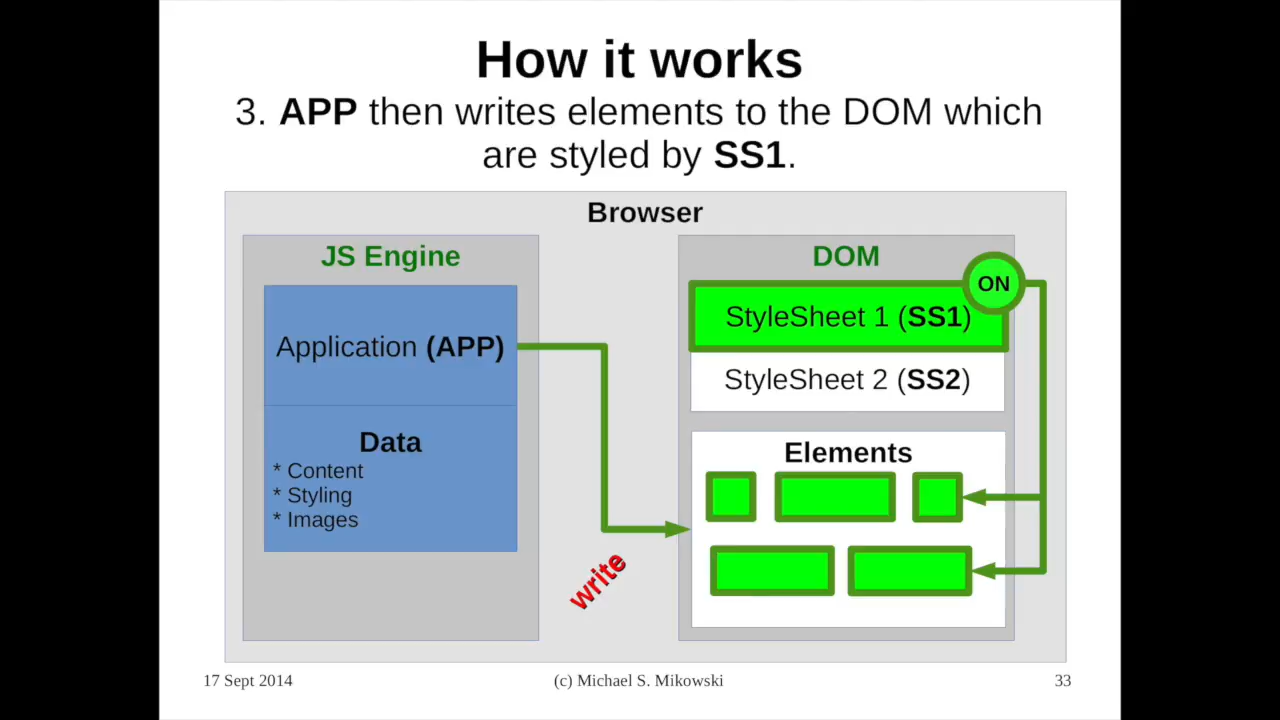 How it works
3. APP then writes elements to the DOM which
are styled by SS1.
Browser
JS Engine
Application (APP)
Data
* Content
* Styling
* Images
write
DOM
ON
StyleSheet 1 (SS1)
StyleSheet 2 (SS2)
Elements
17 Sept 2014
(c) Michael S. Mikowski
33